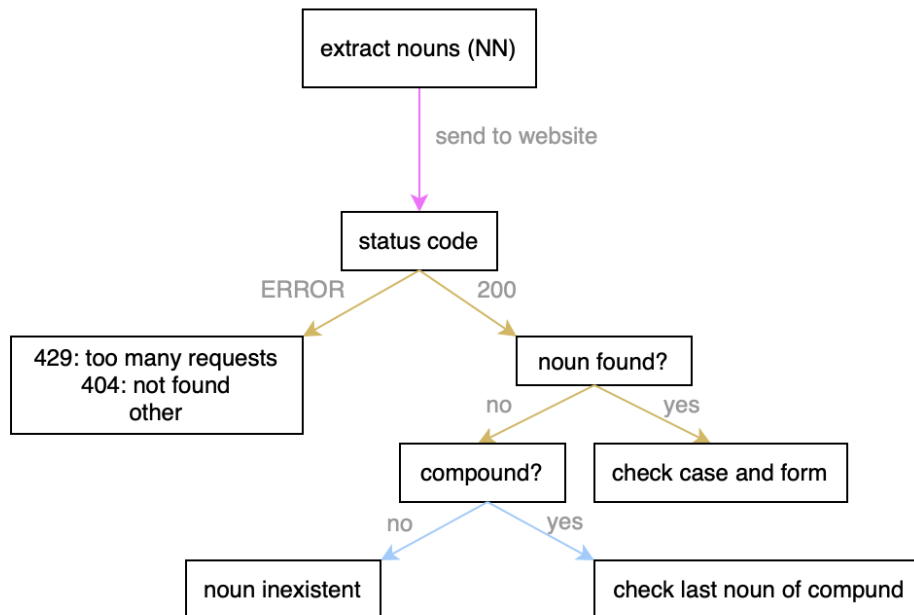 extract nouns (NN)
send to website
status code
ERROR
200
429: too many requests
404: not found
other
noun found?
no
yes
compound?
check case and form
no
yes
noun inexistent
check last noun of compund